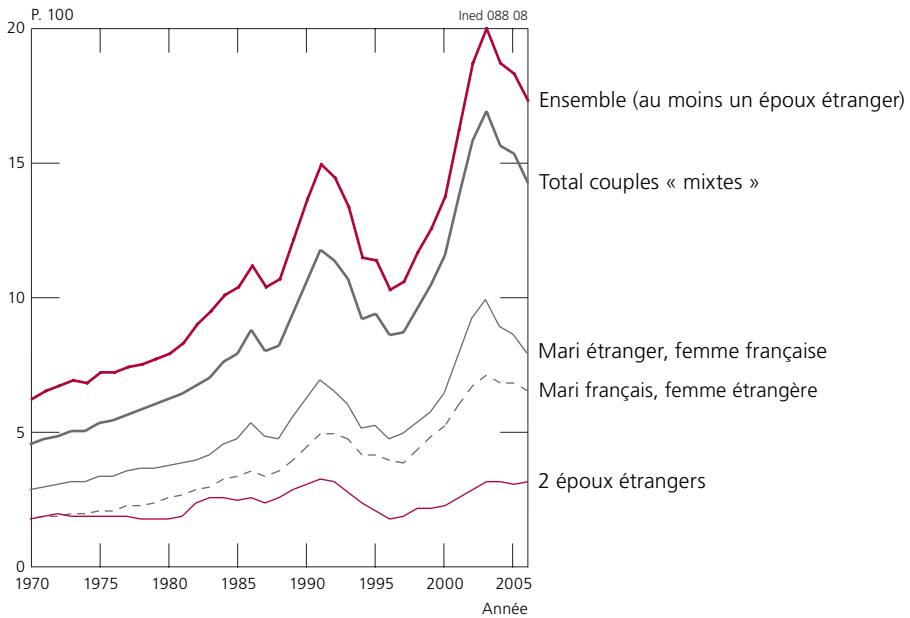 P. 100
Ined 088 08
20
15
10
5
0
Ensemble (au moins un époux étranger)
Total couples « mixtes »
Mari étranger, femme française
Mari français, femme étrangère
2 époux étrangers
1970 1975 1980 1985 1990 1995 2000 2005
Année